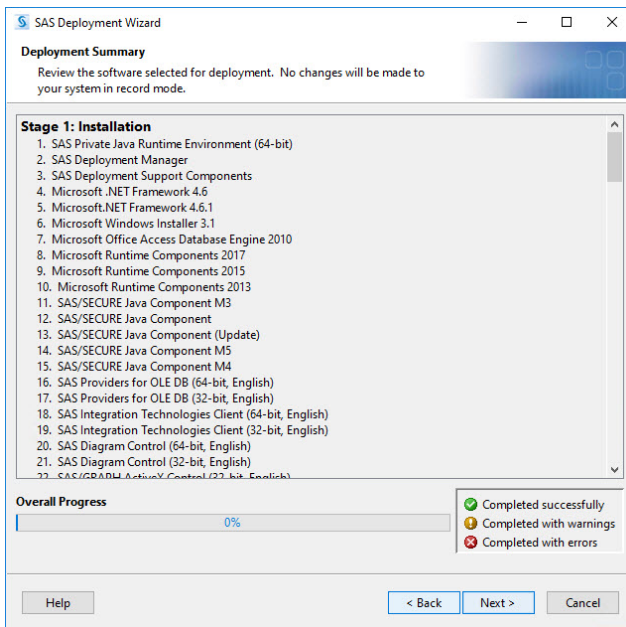 SAS Deployment Wizard
Deployment Summary
Review the software selected for deployment. No changes will be made to
your system in record mode.
Stage 1: Installation
1. SAS Private Java Runtime Environment (64-bit)
2. SAS Deployment Manager
3. SAS Deployment Support Components
4. Microsoft .NET Framework 4.6
5. Microsoft.NET Framework 4.6.1
6. Microsoft Windows Installer 3.1
7. Microsoft Office Access Database Engine 2010
8. Microsoft Runtime Components 2017
9. Microsoft Runtime Components 2015
10. Microsoft Runtime Components 2013
11. SAS/SECURE Java Component M3
12. SAS/SECURE Java Component
13. SAS/SECURE Java Component (Update)
14. SAS/SECURE Java Component M5
15. SAS/SECURE Java Component M4
16. SAS Providers for OLE DB (64-bit, English)
17. SAS Providers for OLE DB (32-bit, English)
18. SAS Integration Technologies Client (64-bit, English)
19. SAS Integration Technologies Client (32-bit, English)
20. SAS Diagram Control (64-bit, English)
21. SAS Diagram Control (32-bit, English)
22. SAS/GRAPH ActiveX Control (32-bit, English)
Overall Progress
0%
Completed successfully
Completed with warnings
Completed with errors
Help
< Back
Next >
Cancel